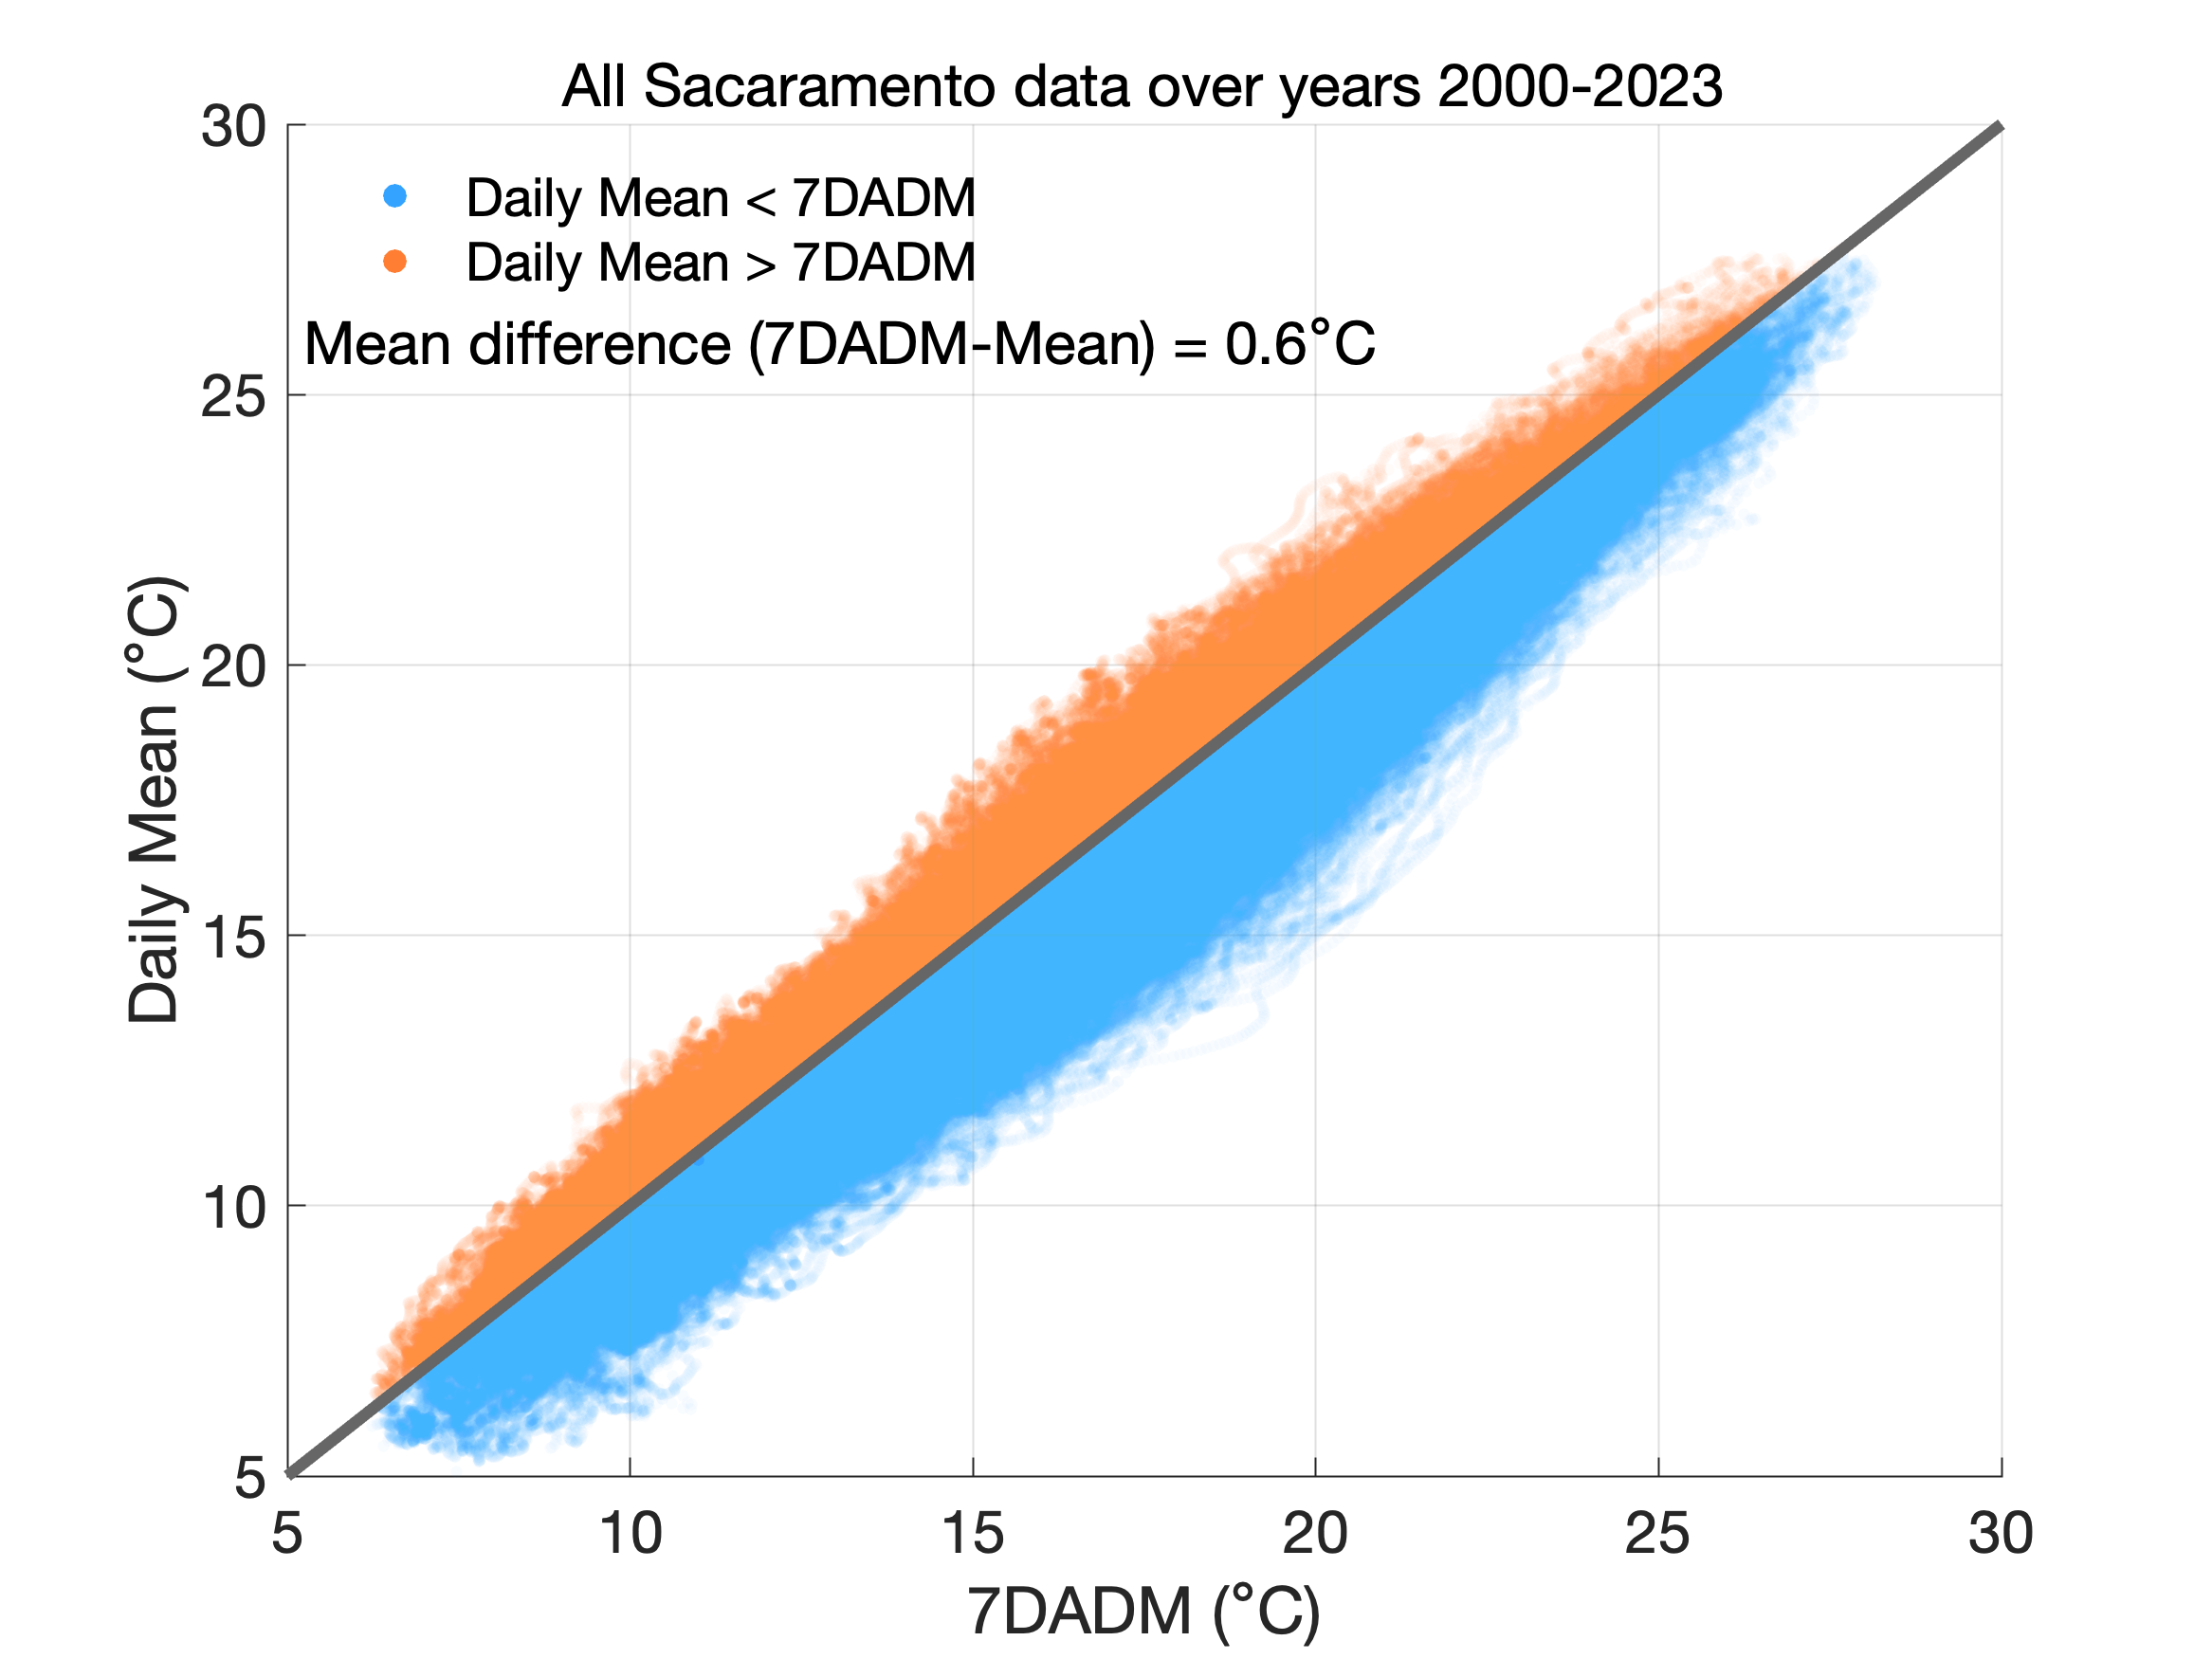 All Sacaramento data over years 2000-2023
Daily Mean < 7DADM
Daily Mean > 7DADM
Mean difference (7DADM-Mean) = 0.6°C
30
25
20
15
10
5
Daily Mean (°C)
5 10 15 20 25 30
7DADM (°C)